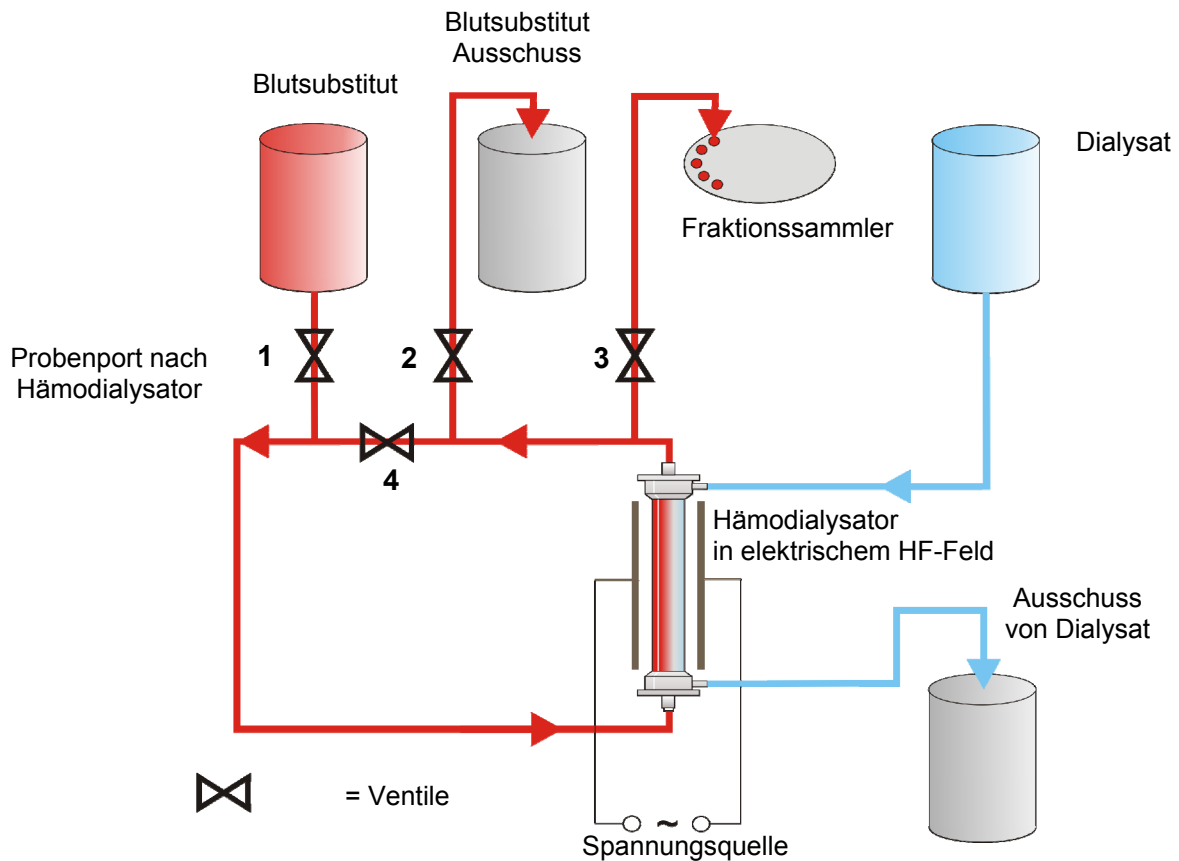 Blutsubstitut
Ausschuss
Blutsubstitut
Dialysat
Fraktionssammler
Probenport nach
Hämodialysator
1
2
3
4
Hämodialysator
in elektrischem HF-Feld
Ausschuss
von Dialysat
= Ventile
~
Spannungsquelle